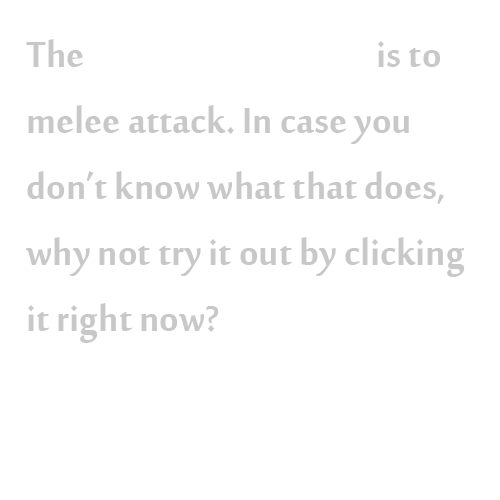 The is to
melee attack. In case you
don’t know what that does,
why not try it out by clicking
it right now?